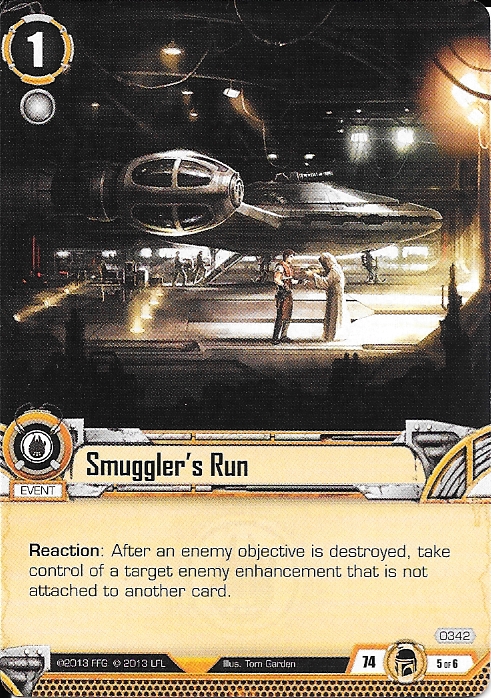 1
Smuggler's Run
EVENT
Reaction: After an enemy objective is destroyed, take
control of a target enemy enhancement that is not
attached to another card.
0342
©2013 FFG © 2013 LFL
Illus. Tom Garden
74
5 OF 6